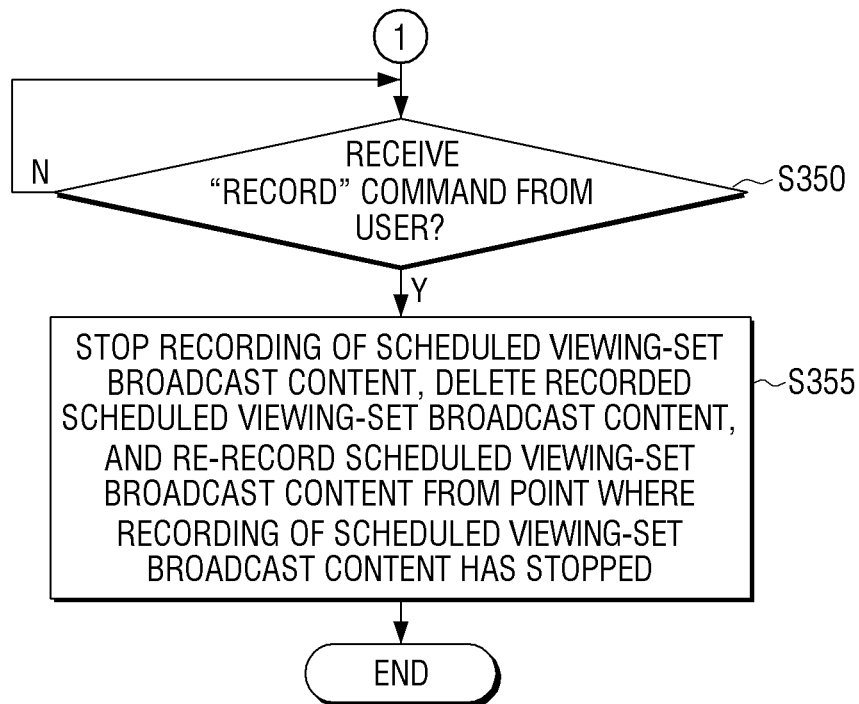 1
RECEIVE
“RECORD” COMMAND FROM
USER?
N
S350
Y
STOP RECORDING OF SCHEDULED VIEWING-SET
BROADCAST CONTENT, DELETE RECORDED
SCHEDULED VIEWING-SET BROADCAST CONTENT,
AND RE-RECORD SCHEDULED VIEWING-SET
BROADCAST CONTENT FROM POINT WHERE
RECORDING OF SCHEDULED VIEWING-SET
BROADCAST CONTENT HAS STOPPED
S355
END